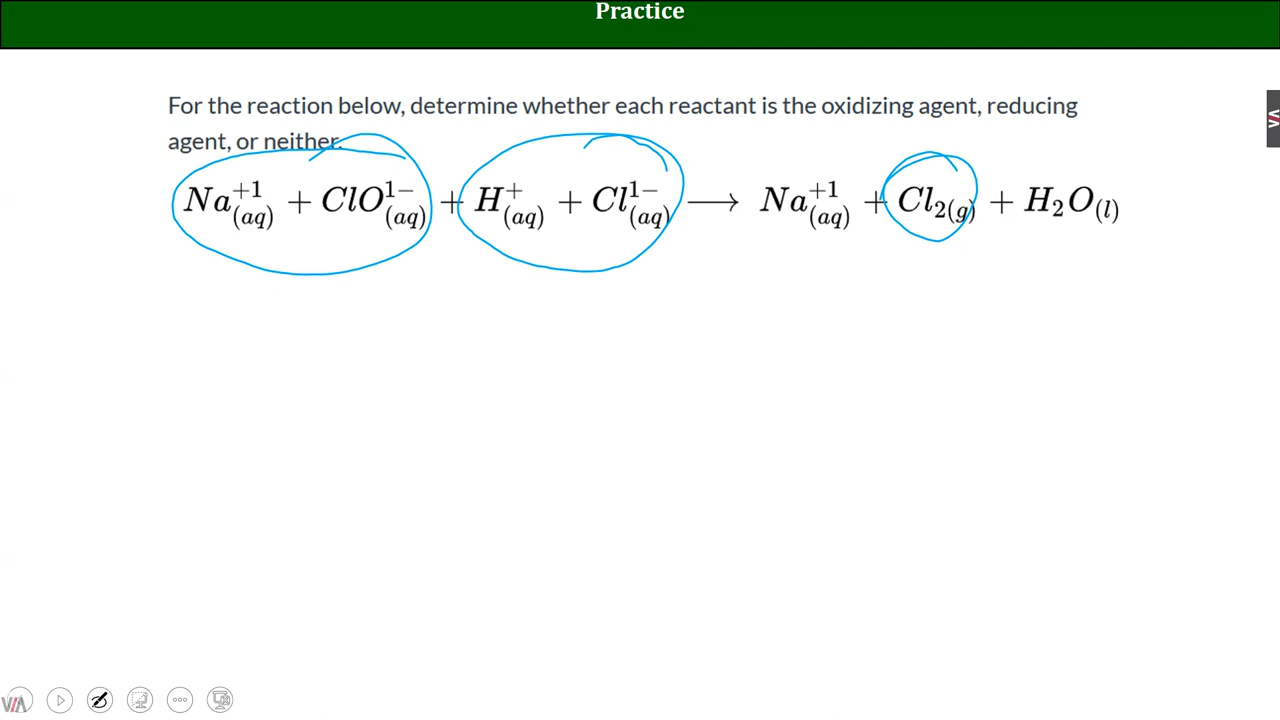 Practice
For the reaction below, determine whether each reactant is the oxidizing agent, reducing
agent, or neither.
Na⁺¹(aq) + ClO¹⁻(aq) + H⁺(aq) + Cl¹⁻(aq) ⟶ Na⁺¹(aq) + Cl₂(g) + H₂O(l)
VIA